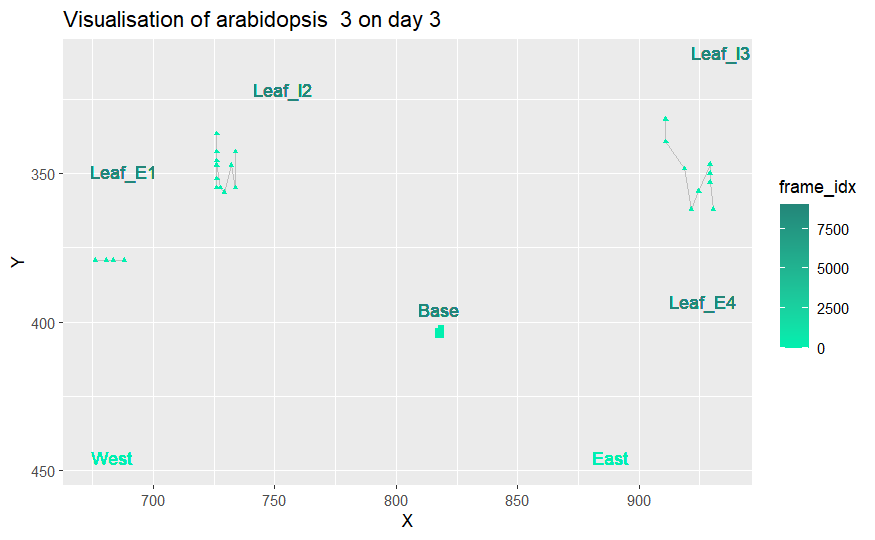 Visualisation of arabidopsis  3 on day 3
Leaf_I3
Leaf_I2
Leaf_E1
Leaf_E4
Base
West
East
350
400
450
Y
700
750
800
850
900
X
frame_idx
7500
5000
2500
0